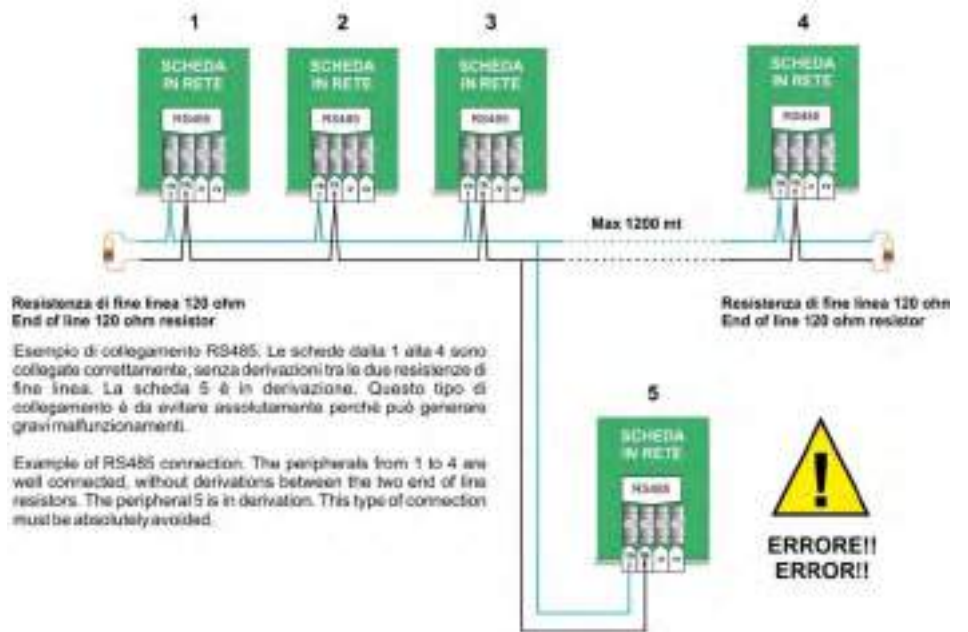 1
2
3
4
SCHEDA
IN RETE
RS485
SCHEDA
IN RETE
RS485
SCHEDA
IN RETE
RS485
SCHEDA
IN RETE
RS485
Max 1200 mt
Resistenza di fine linea 120 ohm
End of line 120 ohm resistor
Resistenza di fine linea 120 ohm
End of line 120 ohm resistor
Esempio di collegamento RS485. Le schede dalla 1 alla 4 sono
collegate correttamente, senza derivazioni tra le due resistenze di
fine linea. La scheda 5 è in derivazione. Questo tipo di
collegamento è da evitare assolutamente perchè può generare
gravi malfunzionamenti.
Example of RS485 connection. The peripherals from 1 to 4 are
well connected, without derivations between the two end of line
resistors. The peripheral 5 is in derivation. This type of connection
must be absolutely avoided.
5
SCHEDA
IN RETE
RS485
!
ERRORE!!
ERROR!!